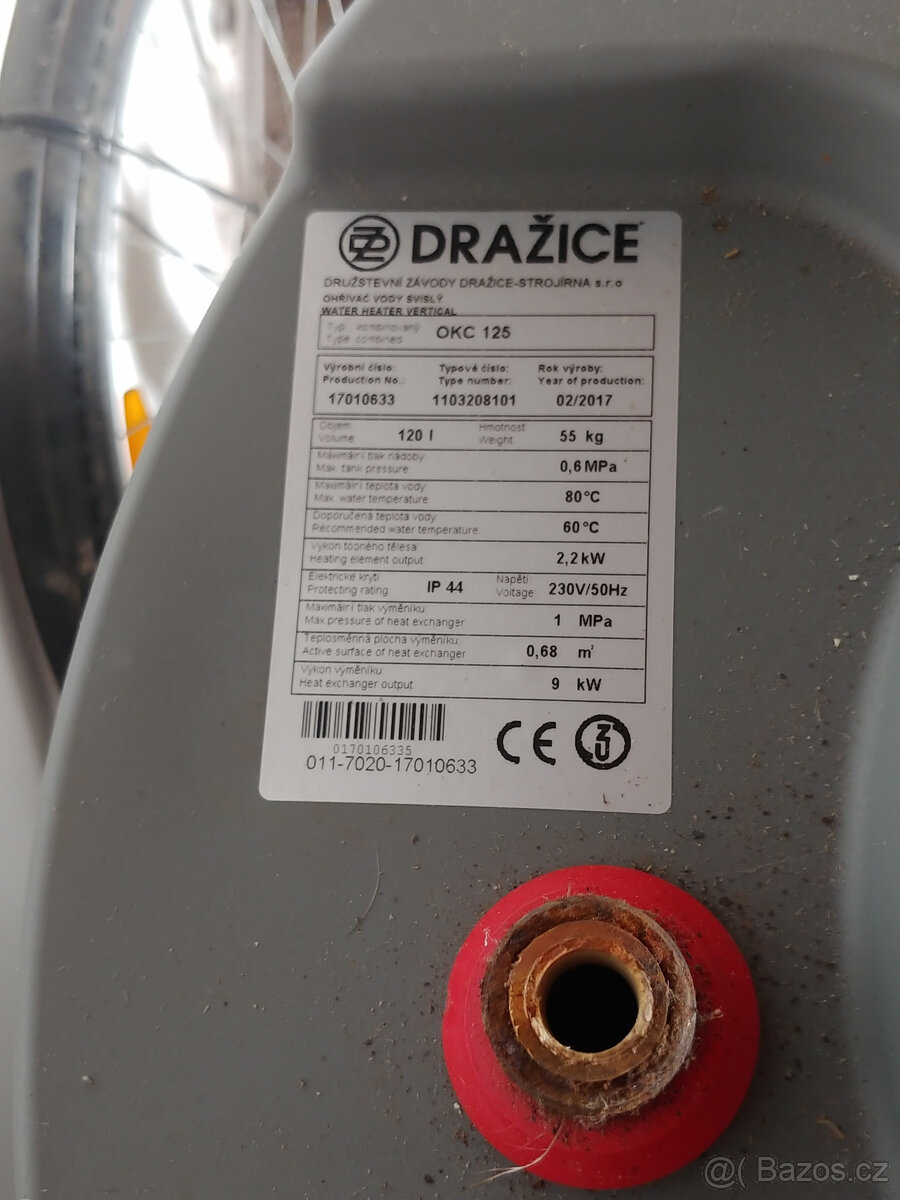 DZD DRAŽICE
DRUŽSTEVNÍ ZÁVODY DRAŽICE-STROJÍRNA s.r.o
OHŘÍVAČ VODY SVISLÝ
WATER HEATER VERTICAL
Typ kombinovaný
Type combined OKC 125
Výrobní číslo: Typové číslo: Rok výroby:
Production No.: Type number: Year of production:
17010633 1103208101 02/2017
Objem Hmotnost
Volume 120 l Weight 55 kg
Maximální tlak nádoby
Max. tank pressure 0,6 MPa
Maximální teplota vody
Max water temperature 80°C
Doporučená teplota vody
Recommended water temperature 60°C
Výkon topného tělesa
Heating element output 2,2 kW
Elektrické krytí Napětí
Protecting rating IP 44 Voltage 230V/50Hz
Maximální tlak výměníku:
Max pressure of heat exchanger 1 MPa
Teplosměnná plocha výměníku:
Active surface of heat exchanger 0,68 m²
Výkon výměníku:
Heat exchanger output 9 kW
0170106335
011-7020-17010633
CE
@( Bazos.cz